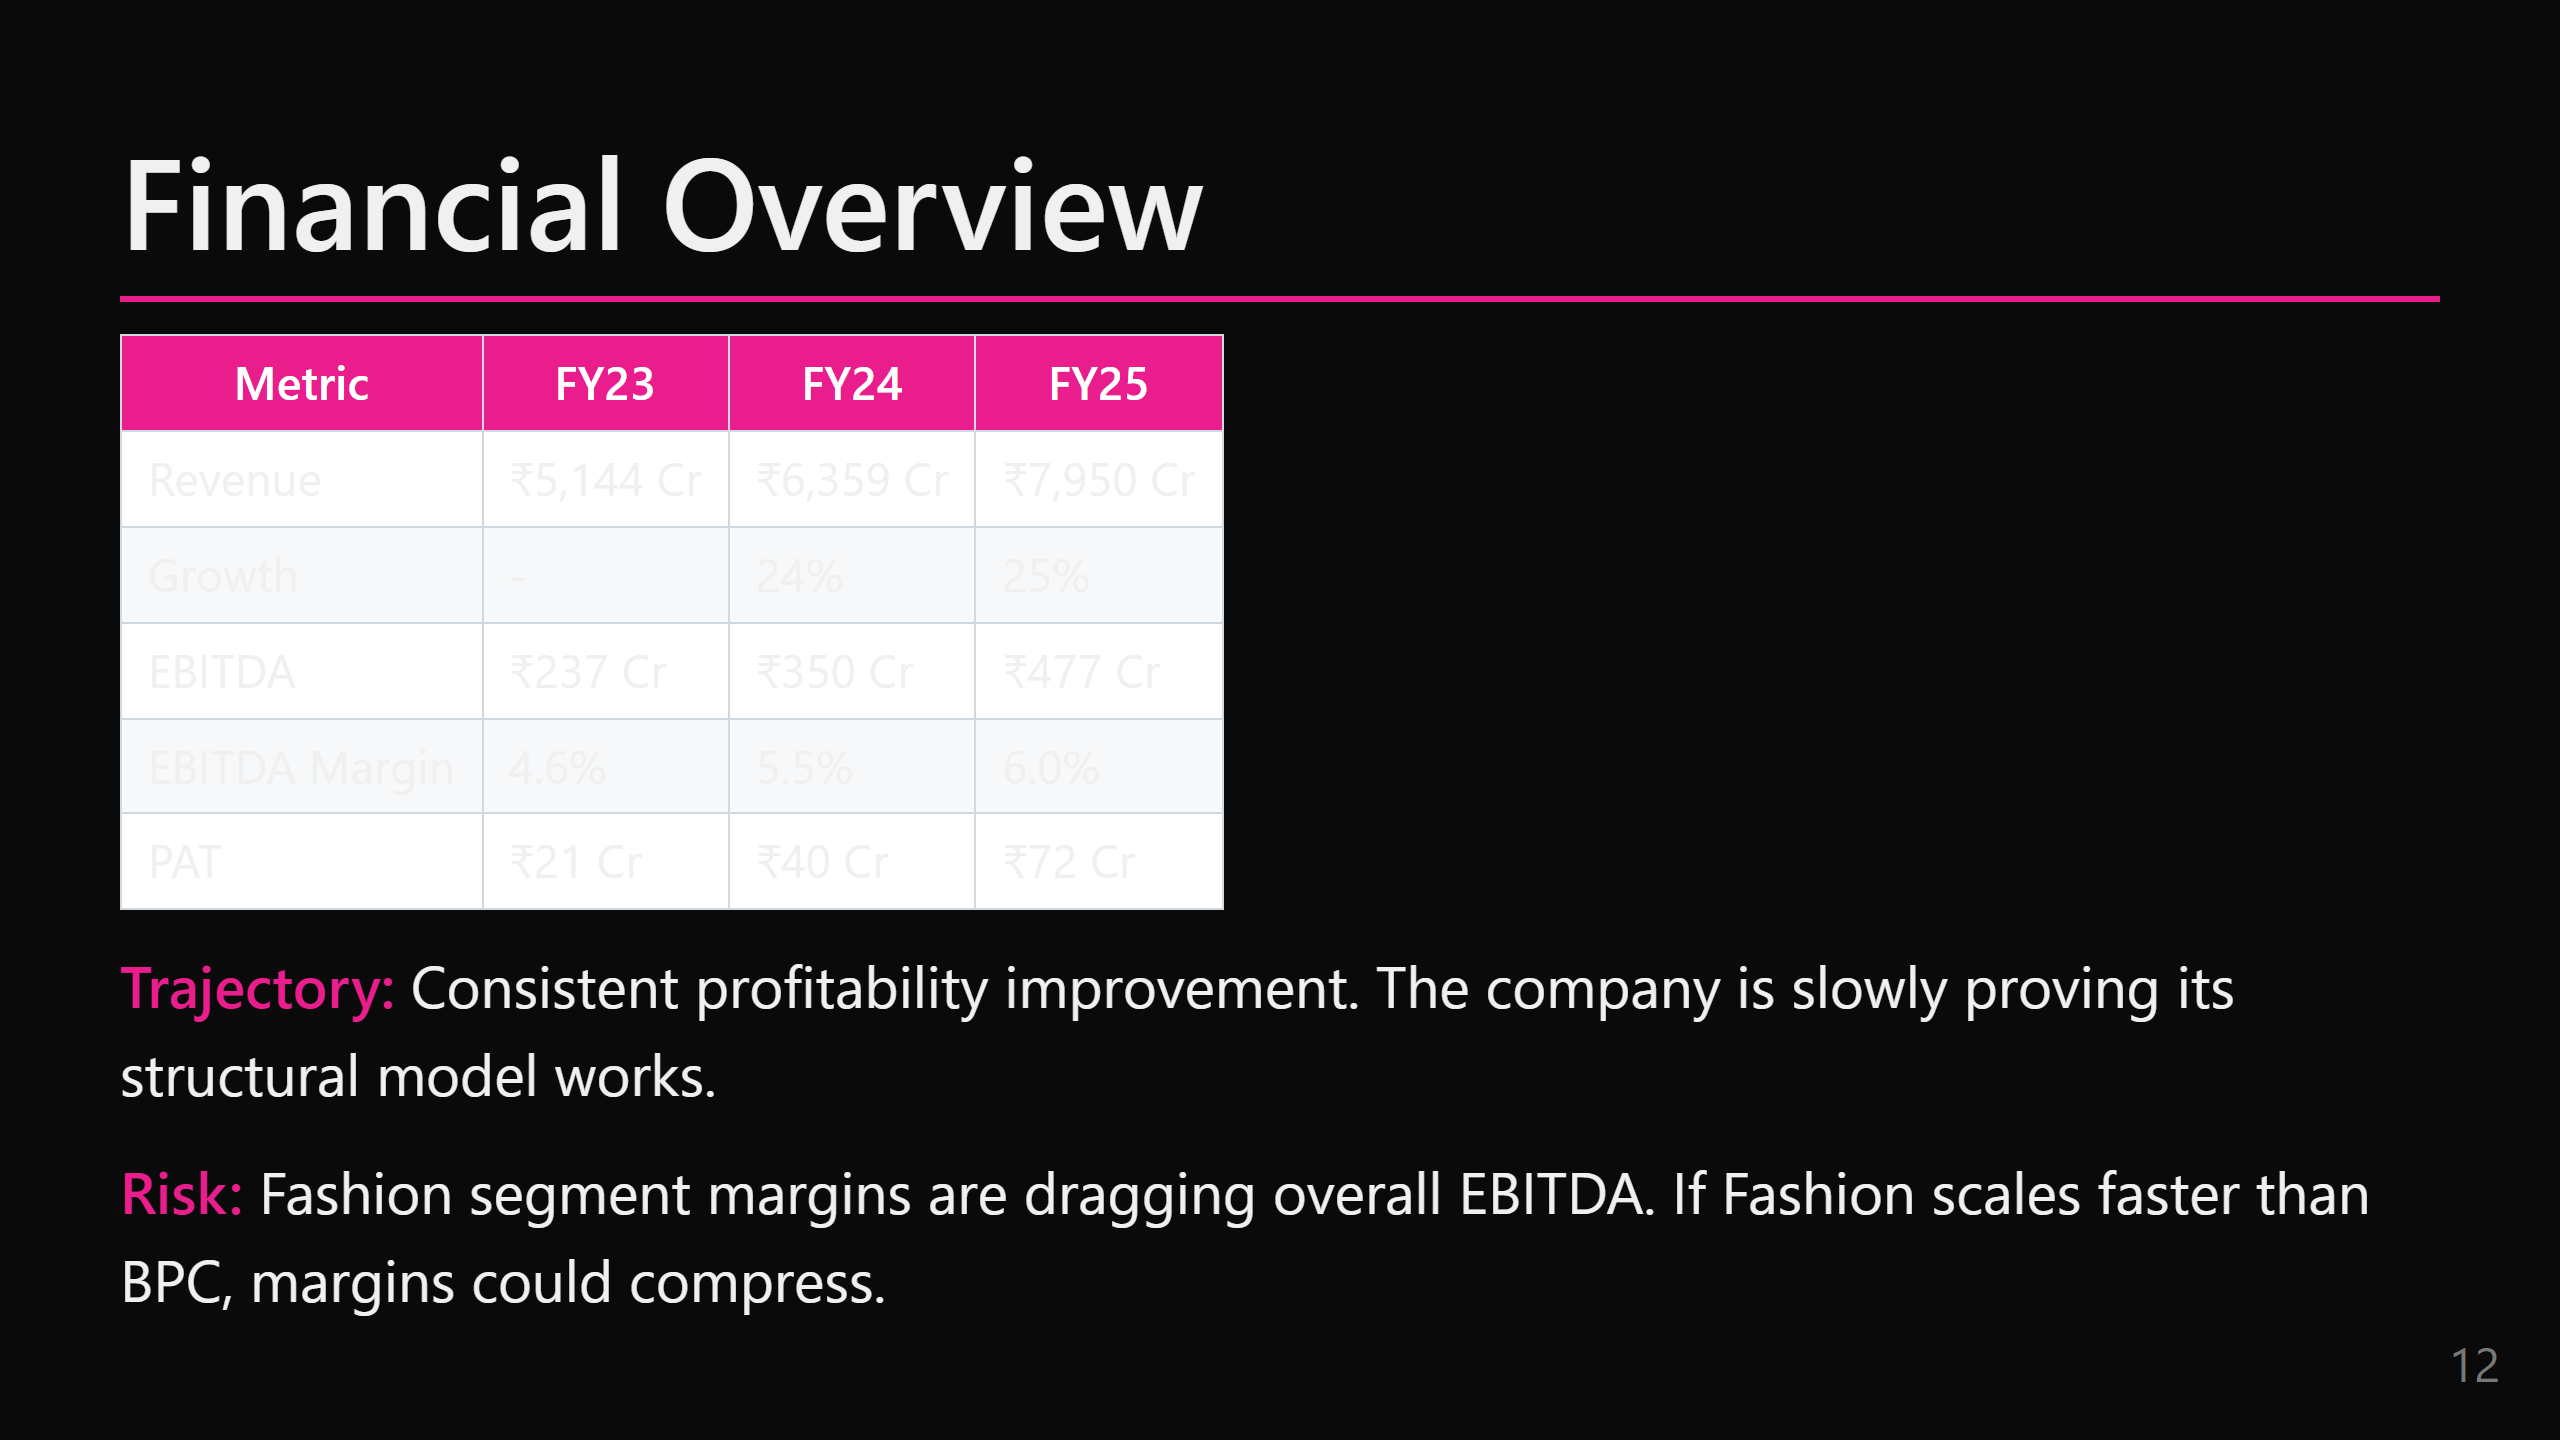 Financial Overview
Metric FY23 FY24 FY25
Revenue ₹5,144 Cr ₹6,359 Cr ₹7,950 Cr
Growth - 24% 25%
EBITDA ₹237 Cr ₹350 Cr ₹477 Cr
EBITDA Margin 4.6% 5.5% 6.0%
PAT ₹21 Cr ₹40 Cr ₹72 Cr
Trajectory: Consistent profitability improvement. The company is slowly proving its
structural model works.
Risk: Fashion segment margins are dragging overall EBITDA. If Fashion scales faster than
BPC, margins could compress.
12